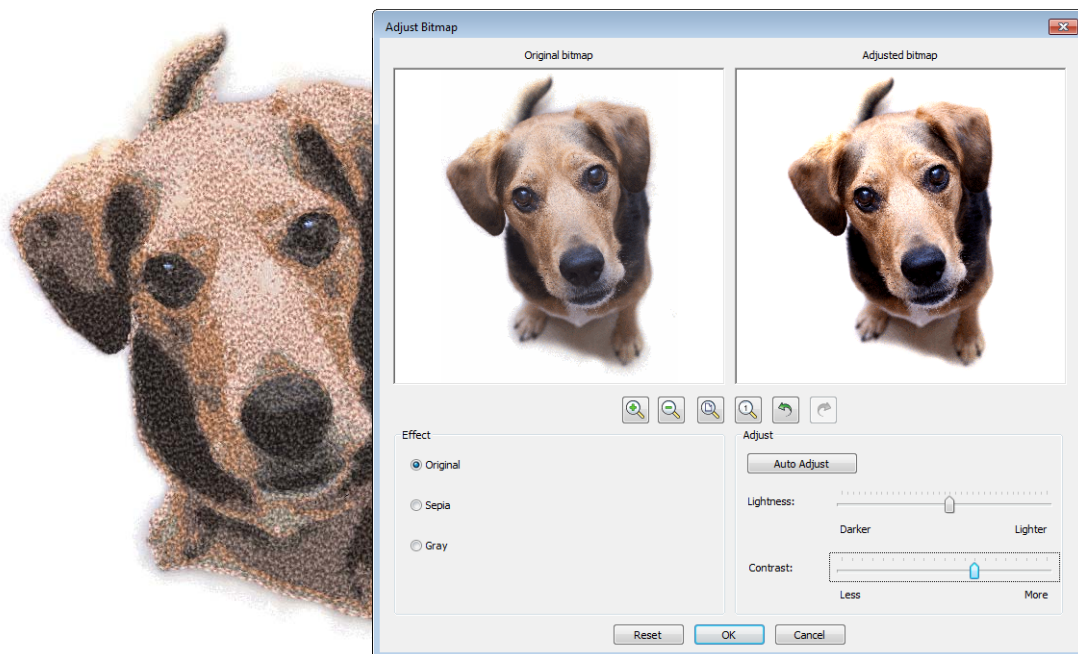 Adjust Bitmap
Original bitmap
Adjusted bitmap
1
Effect
Original
Sepia
Gray
Adjust
Auto Adjust
Lightness:
Darker
Lighter
Contrast:
Less
More
Reset
OK
Cancel